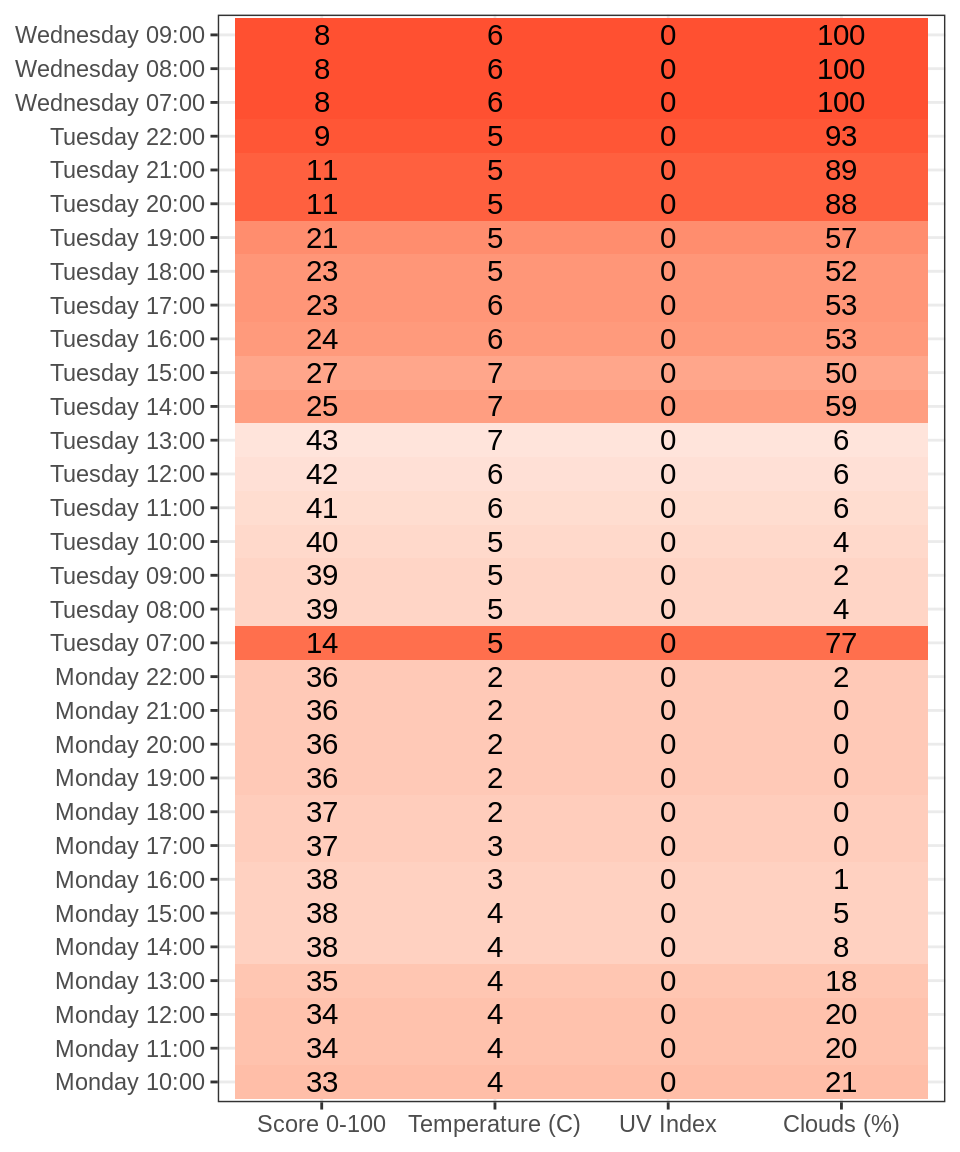 Wednesday 09:00 8 6 0 100
Wednesday 08:00 8 6 0 100
Wednesday 07:00 8 6 0 100
Tuesday 22:00 9 5 0 93
Tuesday 21:00 11 5 0 89
Tuesday 20:00 11 5 0 88
Tuesday 19:00 21 5 0 57
Tuesday 18:00 23 5 0 52
Tuesday 17:00 23 6 0 53
Tuesday 16:00 24 6 0 53
Tuesday 15:00 27 7 0 50
Tuesday 14:00 25 7 0 59
Tuesday 13:00 43 7 0 6
Tuesday 12:00 42 6 0 6
Tuesday 11:00 41 6 0 6
Tuesday 10:00 40 5 0 4
Tuesday 09:00 39 5 0 2
Tuesday 08:00 39 5 0 4
Tuesday 07:00 14 5 0 77
Monday 22:00 36 2 0 2
Monday 21:00 36 2 0 0
Monday 20:00 36 2 0 0
Monday 19:00 36 2 0 0
Monday 18:00 37 2 0 0
Monday 17:00 37 3 0 0
Monday 16:00 38 3 0 1
Monday 15:00 38 4 0 5
Monday 14:00 38 4 0 8
Monday 13:00 35 4 0 18
Monday 12:00 34 4 0 20
Monday 11:00 34 4 0 20
Monday 10:00 33 4 0 21
Score 0-100 Temperature (C) UV Index Clouds (%)